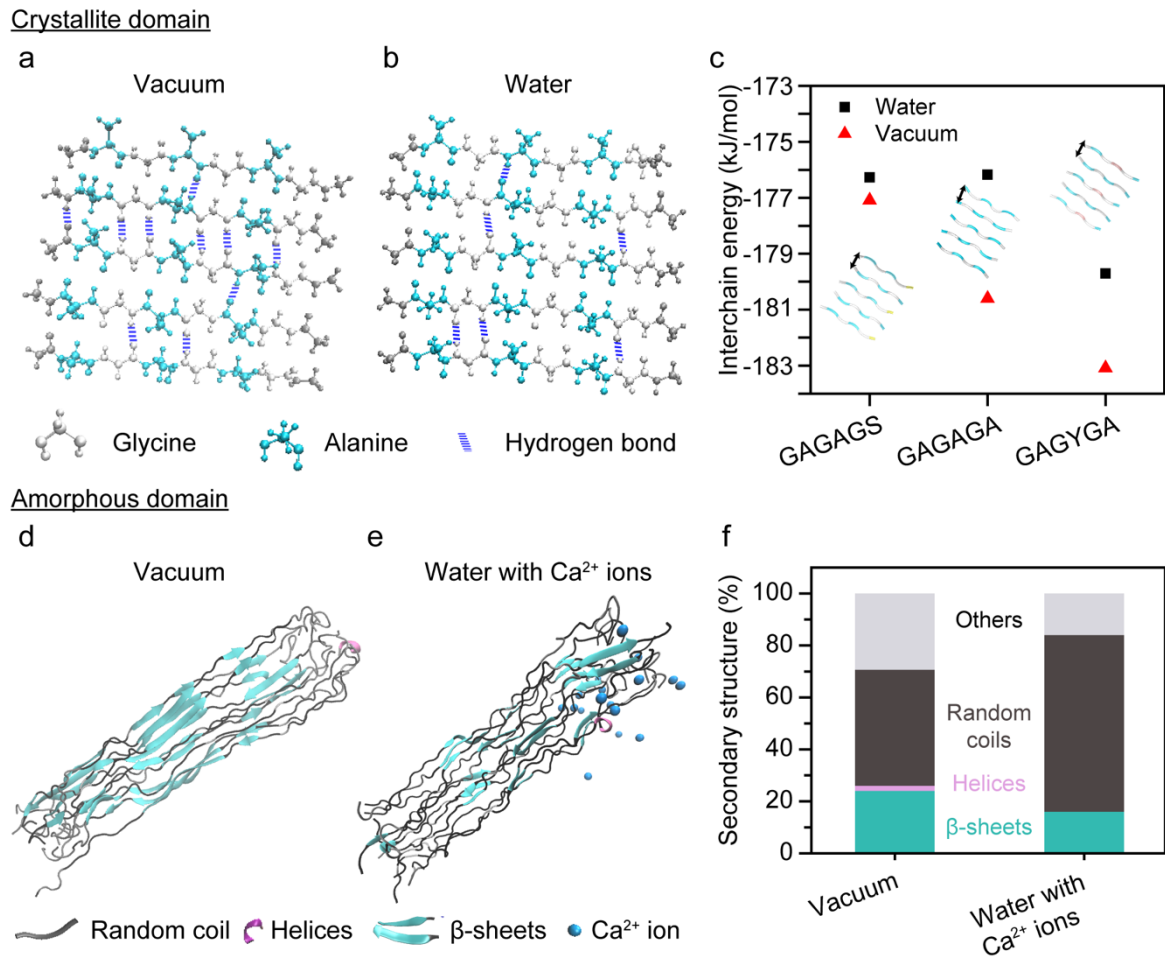 Crystallite domain
a
Vacuum
b
Water
Glycine
Alanine
Hydrogen bond
c
Interchain energy (kJ/mol)
-173
-175
-177
-179
-181
-183
Water
Vacuum
GAGAGS
GAGAGA
GAGYGA
Amorphous domain
d
Vacuum
e
Water with Ca²⁺ ions
Random coil
Helices
β-sheets
Ca²⁺ ion
f
Secondary structure (%)
100
80
60
40
20
0
Others
Random
coils
Helices
β-sheets
Vacuum
Water with
Ca²⁺ ions